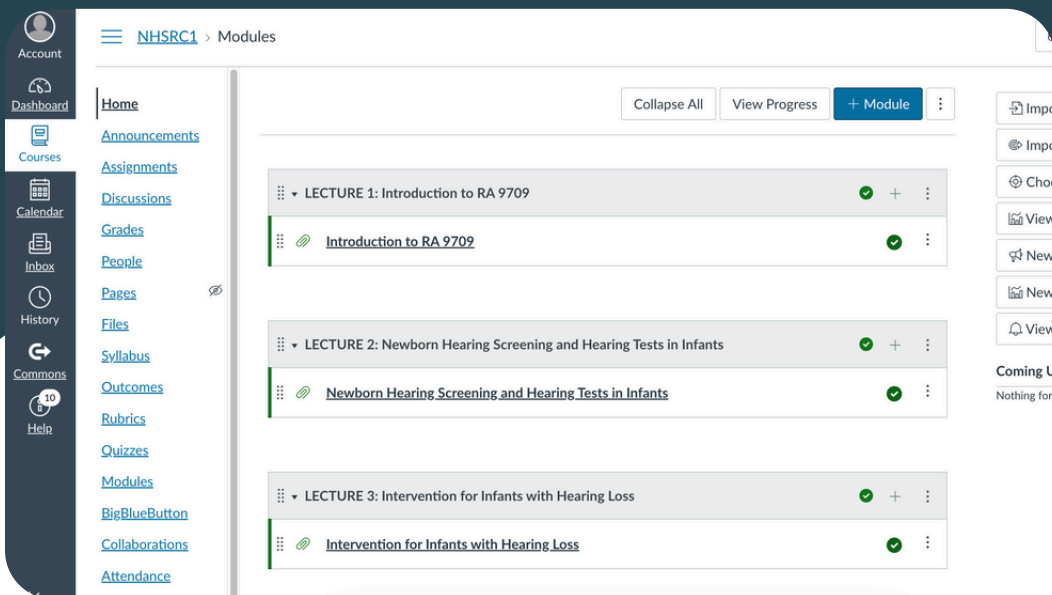 Account
Dashboard
Courses
Calendar
Inbox
History
Commons
10
Help
NHSRC1 > Modules
Home
Announcements
Assignments
Discussions
Grades
People
Pages
Files
Syllabus
Outcomes
Rubrics
Quizzes
Modules
BigBlueButton
Collaborations
Attendance
Collapse All
View Progress
+ Module
LECTURE 1: Introduction to RA 9709
Introduction to RA 9709
LECTURE 2: Newborn Hearing Screening and Hearing Tests in Infants
Newborn Hearing Screening and Hearing Tests in Infants
LECTURE 3: Intervention for Infants with Hearing Loss
Intervention for Infants with Hearing Loss
View
New
New
View
Coming
Nothing for